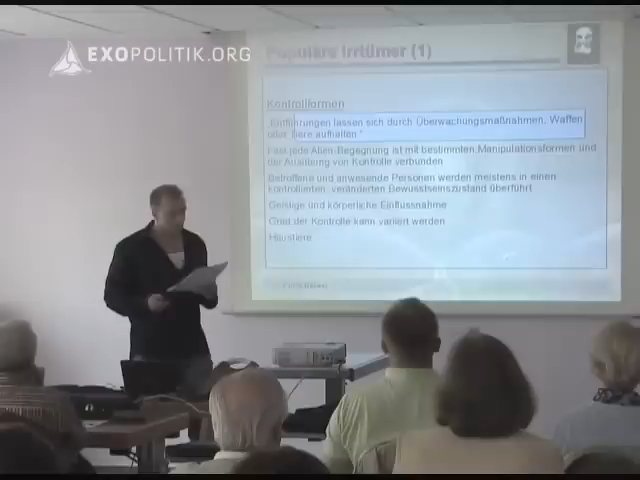 EXOPOLITIK.ORG
Populäre Irrtümer (1)
Kontrollformen
„Entführungen lassen sich durch Überwachungsmaßnahmen, Waffen
oder Tiere aufhalten.“
Fast jede Alien-Begegnung ist mit bestimmten Manipulationsformen und
der Ausübung von Kontrolle verbunden
Betroffene und anwesende Personen werden meistens in einen
kontrollierten, veränderten Bewusstseinszustand überführt
Geistige und körperliche Einflussnahme
Grad der Kontrolle kann variiert werden
Haustiere